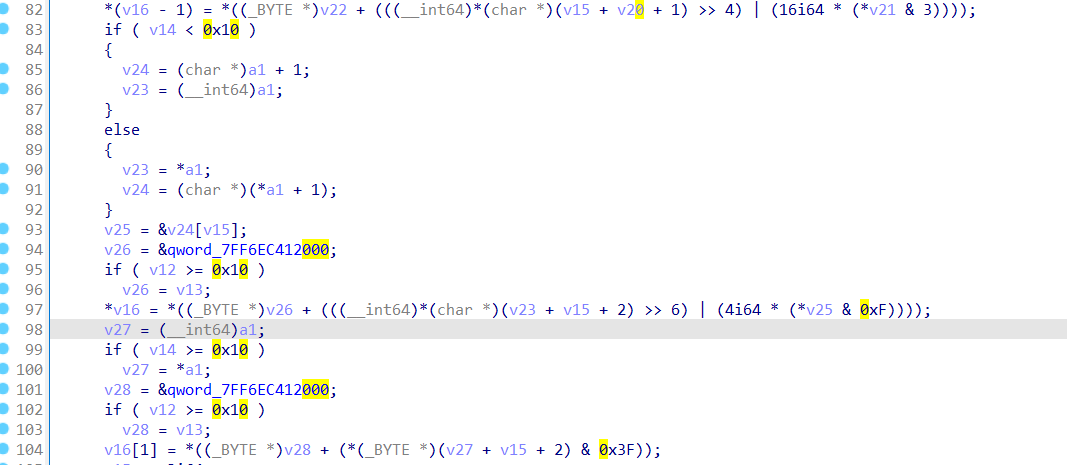 82 *(v16 - 1) = *((_BYTE *)v22 + (((__int64)*(char *)(v15 + v20 + 1) >> 4) | (16i64 * (*v21 & 3))));
83 if ( v14 < 0x10 )
84 {
85 v24 = (char *)a1 + 1;
86 v23 = (__int64)a1;
87 }
88 else
89 {
90 v23 = *a1;
91 v24 = (char *)(*a1 + 1);
92 }
93 v25 = &v24[v15];
94 v26 = &qword_7FF6EC412000;
95 if ( v12 >= 0x10 )
96 v26 = v13;
97 *v16 = *((_BYTE *)v26 + (((__int64)*(char *)(v23 + v15 + 2) >> 6) | (4i64 * (*v25 & 0xF))));
98 v27 = (__int64)a1;
99 if ( v14 >= 0x10 )
100 v27 = *a1;
101 v28 = &qword_7FF6EC412000;
102 if ( v12 >= 0x10 )
103 v28 = v13;
104 v16[1] = *((_BYTE *)v28 + (*(_BYTE *)(v27 + v15 + 2) & 0x3F));